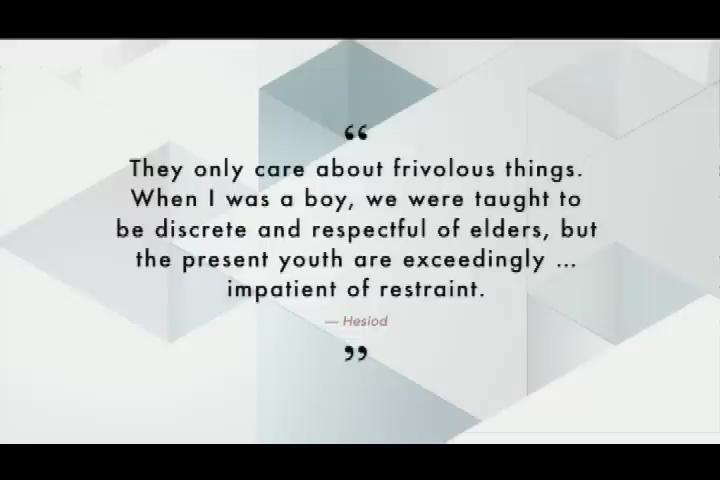 “
They only care about frivolous things.
When I was a boy, we were taught to
be discrete and respectful of elders, but
the present youth are exceedingly ...
impatient of restraint.
— Hesiod
”